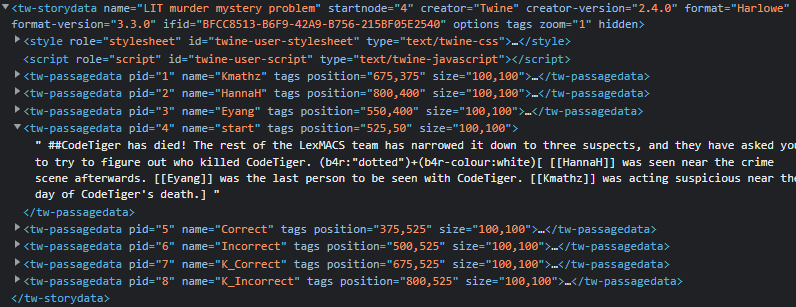 <tw-storydata name="LIT murder mystery problem" startnode="4" creator="Twine" creator-version="2.4.0" format="Harlowe"
format-version="3.3.0" ifid="BFCC8513-B6F9-42A9-B756-215BF05E2540" options tags zoom="1" hidden>
<style role="stylesheet" id="twine-user-stylesheet" type="text/twine-css">…</style>
<script role="script" id="twine-user-script" type="text/twine-javascript"></script>
<tw-passagedata pid="1" name="Kmathz" tags position="675,375" size="100,100">…</tw-passagedata>
<tw-passagedata pid="2" name="HannaH" tags position="800,400" size="100,100">…</tw-passagedata>
<tw-passagedata pid="3" name="Eyang" tags position="550,400" size="100,100">…</tw-passagedata>
<tw-passagedata pid="4" name="start" tags position="525,50" size="100,100">
" ##CodeTiger has died! The rest of the LexMACS team has narrowed it down to three suspects, and they have asked you
to try to figure out who killed CodeTiger. (b4r:"dotted")+(b4r-colour:white)[ [[HannaH]] was seen near the crime
scene afterwards. [[Eyang]] was the last person to be seen with CodeTiger. [[Kmathz]] was acting suspicious near the
day of CodeTiger's death.] "
</tw-passagedata>
<tw-passagedata pid="5" name="Correct" tags position="375,525" size="100,100">…</tw-passagedata>
<tw-passagedata pid="6" name="Incorrect" tags position="500,525" size="100,100">…</tw-passagedata>
<tw-passagedata pid="7" name="K_Correct" tags position="675,525" size="100,100">…</tw-passagedata>
<tw-passagedata pid="8" name="K_Incorrect" tags position="800,525" size="100,100">…</tw-passagedata>
</tw-storydata>